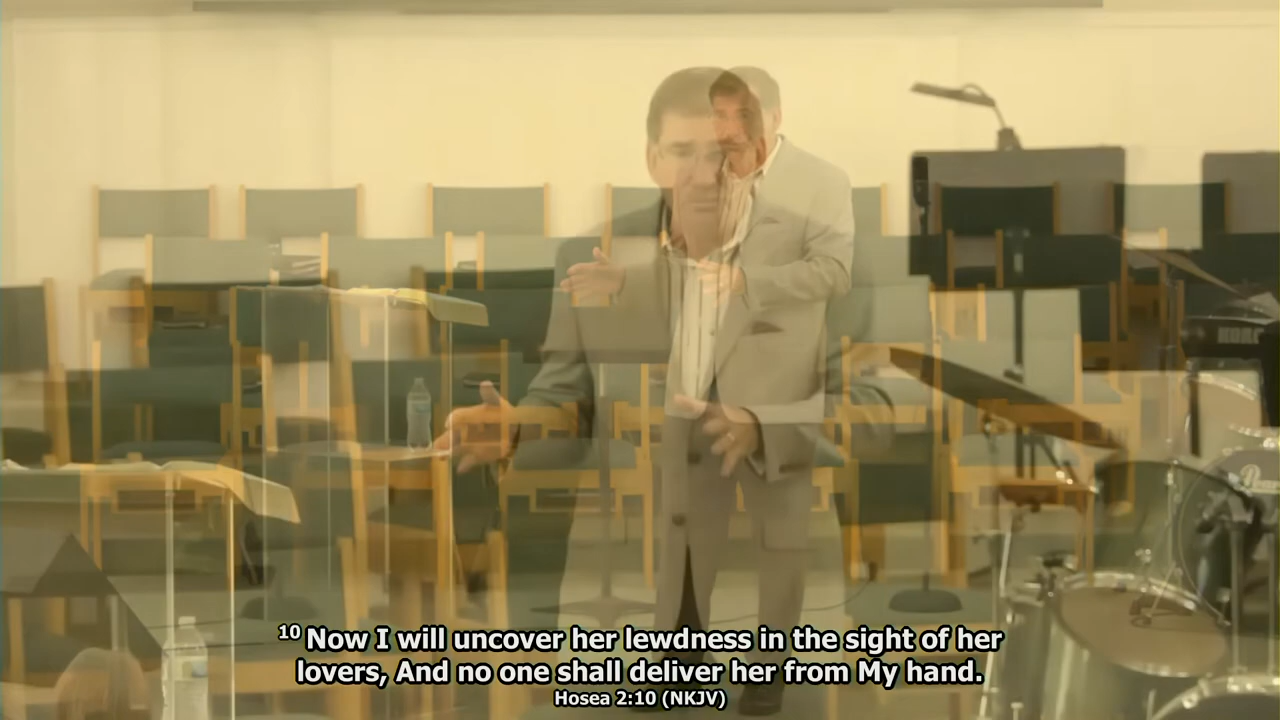 KORG
10 Now I will uncover her lewdness in the sight of her
lovers, And no one shall deliver her from My hand.
Hosea 2:10 (NKJV)